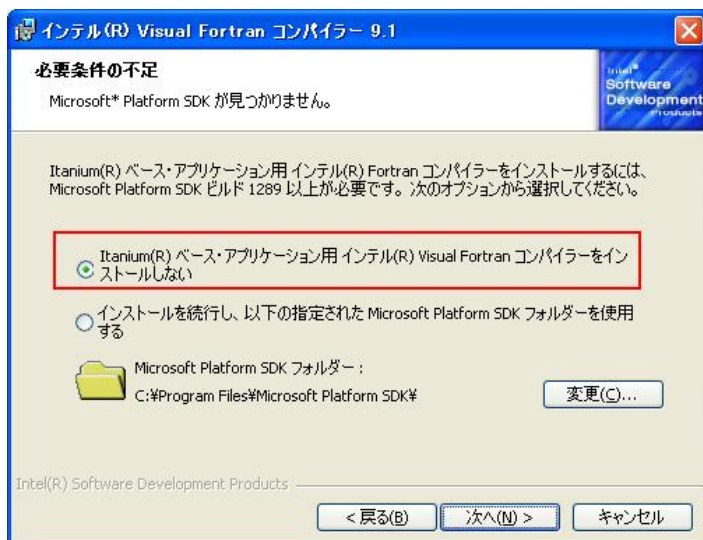 インテル(R) Visual Fortran コンパイラー 9.1
必要条件の不足
Microsoft* Platform SDK が見つかりません。
Intel®
Software
Development
Products
Itanium(R) ベース・アプリケーション用 インテル(R) Fortran コンパイラーをインストールするには、
Microsoft Platform SDK ビルド 1289 以上が必要です。次のオプションから選択してください。
Itanium(R) ベース・アプリケーション用 インテル(R) Visual Fortran コンパイラーをイン
ストールしない
インストールを続行し、以下の指定された Microsoft Platform SDK フォルダーを使用
する
Microsoft Platform SDK フォルダー :
C:¥Program Files¥Microsoft Platform SDK¥
変更(C)...
Intel(R) Software Development Products
< 戻る(B)
次へ(N) >
キャンセル